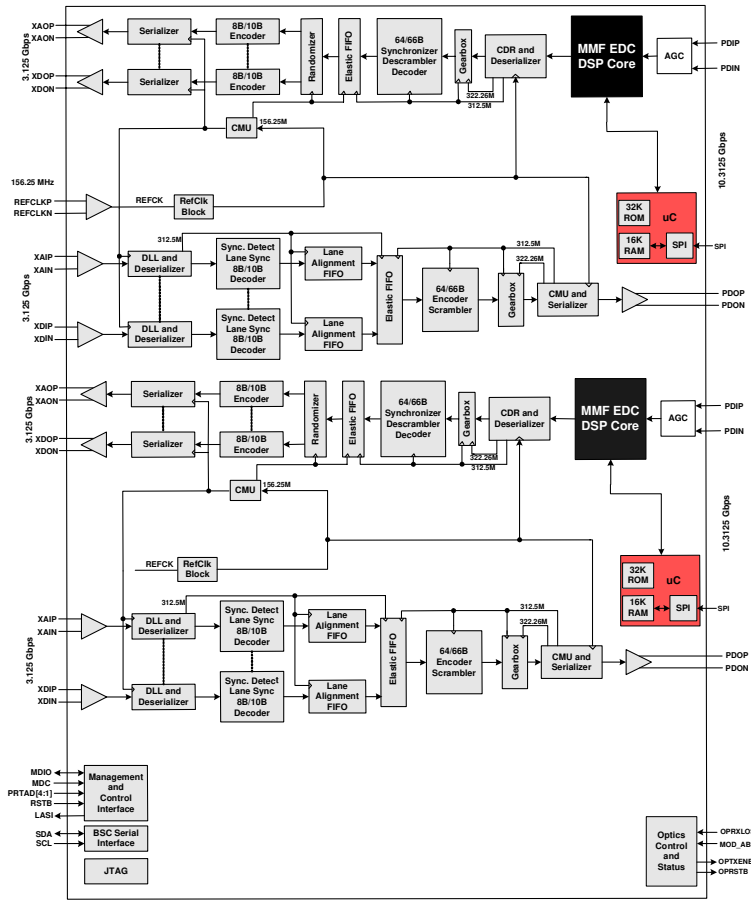 XAOP
XAON
3.125 Gbps
XDOP
XDON
Serializer
8B/10B
Encoder
Serializer
8B/10B
Encoder
Randomizer
Elastic FIFO
64/66B
Synchronizer
Descrambler
Decoder
Gearbox
CDR and
Deserializer
MMF EDC
DSP Core
AGC
PDIP
PDIN
322.26M
312.5M
CMU
156.25M
10.3125 Gbps
156.25 MHz
REFCLKP
REFCLKN
REFCK
RefClk
Block
32K
ROM
uC
16K
RAM
SPI
SPI
XAIP
XAIN
3.125 Gbps
XDIP
XDIN
DLL and
Deserializer
312.5M
Sync. Detect
Lane Sync
8B/10B
Decoder
Lane
Alignment
FIFO
DLL and
Deserializer
Sync. Detect
Lane Sync
8B/10B
Decoder
Lane
Alignment
FIFO
Elastic FIFO
64/66B
Encoder
Scrambler
Gearbox
312.5M
322.26M
CMU and
Serializer
PDOP
PDON
XAOP
XAON
3.125 Gbps
XDOP
XDON
Serializer
8B/10B
Encoder
Serializer
8B/10B
Encoder
Randomizer
Elastic FIFO
64/66B
Synchronizer
Descrambler
Decoder
Gearbox
CDR and
Deserializer
MMF EDC
DSP Core
AGC
PDIP
PDIN
322.26M
312.5M
CMU
156.25M
10.3125 Gbps
REFCK
RefClk
Block
32K
ROM
uC
16K
RAM
SPI
SPI
XAIP
XAIN
3.125 Gbps
XDIP
XDIN
DLL and
Deserializer
312.5M
Sync. Detect
Lane Sync
8B/10B
Decoder
Lane
Alignment
FIFO
DLL and
Deserializer
Sync. Detect
Lane Sync
8B/10B
Decoder
Lane
Alignment
FIFO
Elastic FIFO
64/66B
Encoder
Scrambler
Gearbox
312.5M
322.26M
CMU and
Serializer
PDOP
PDON
MDIO
MDC
PRTAD[4:1]
RSTB
LASI
Management
and
Control
Interface
SDA
SCL
BSC Serial
Interface
JTAG
Optics
Control
and
Status
OPRXLOS
MOD_ABS
OPTXENB
OPRSTB